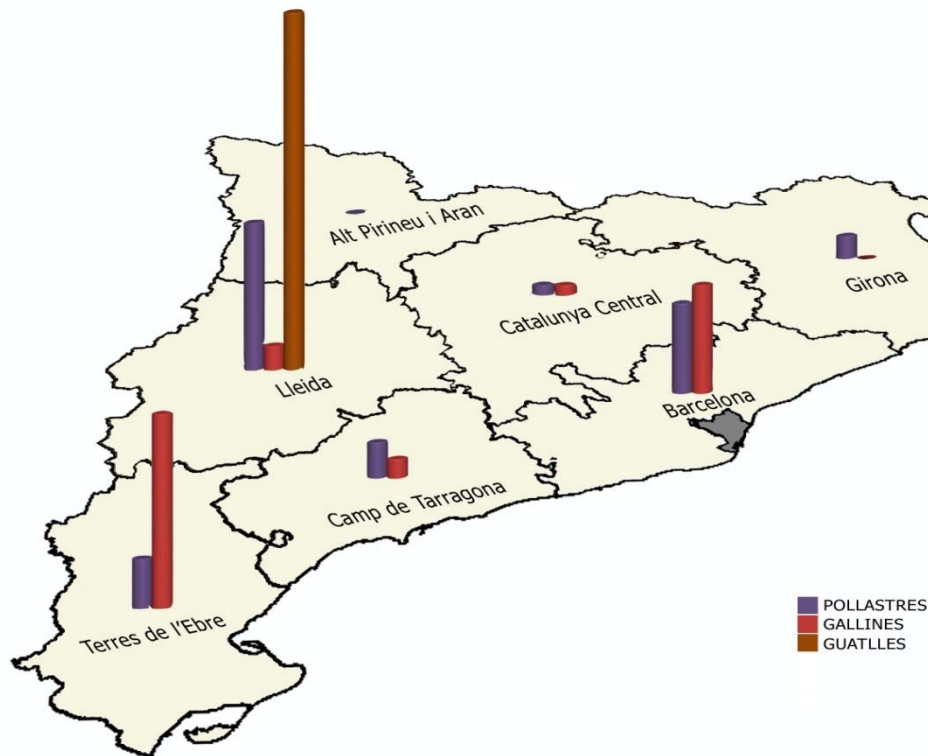 Alt Pirineu i Aran
Girona
Catalunya Central
Lleida
Barcelona
Camp de Tarragona
Terres de l'Ebre
POLLASTRES
GALLINES
GUATLLES